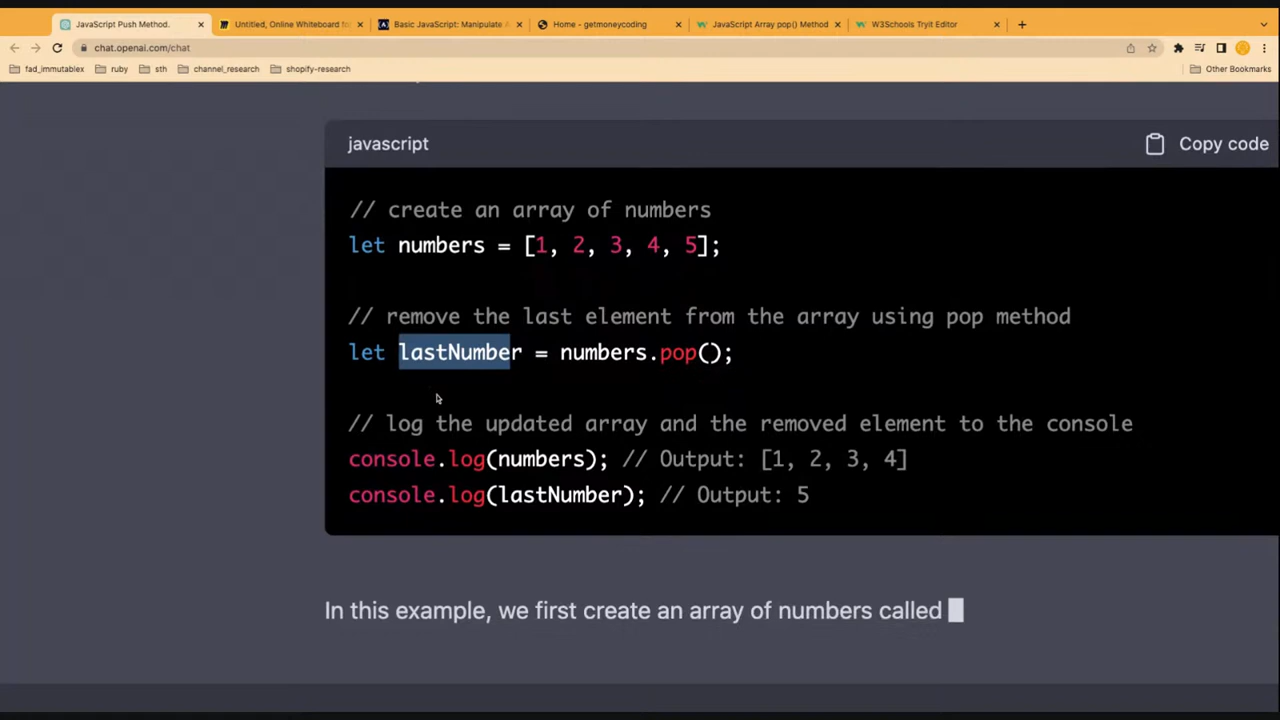 JavaScript Push Method.
Untitled, Online Whiteboard fo
Basic JavaScript: Manipulate A
Home - getmoneycoding
JavaScript Array pop() Method
W3Schools Tryit Editor
chat.openai.com/chat
fad_immutablex
ruby
sth
channel_research
shopify-research
Other Bookmarks
javascript
Copy code
// create an array of numbers
let numbers = [1, 2, 3, 4, 5];
// remove the last element from the array using pop method
let lastNumber = numbers.pop();
// log the updated array and the removed element to the console
console.log(numbers); // Output: [1, 2, 3, 4]
console.log(lastNumber); // Output: 5
In this example, we first create an array of numbers called